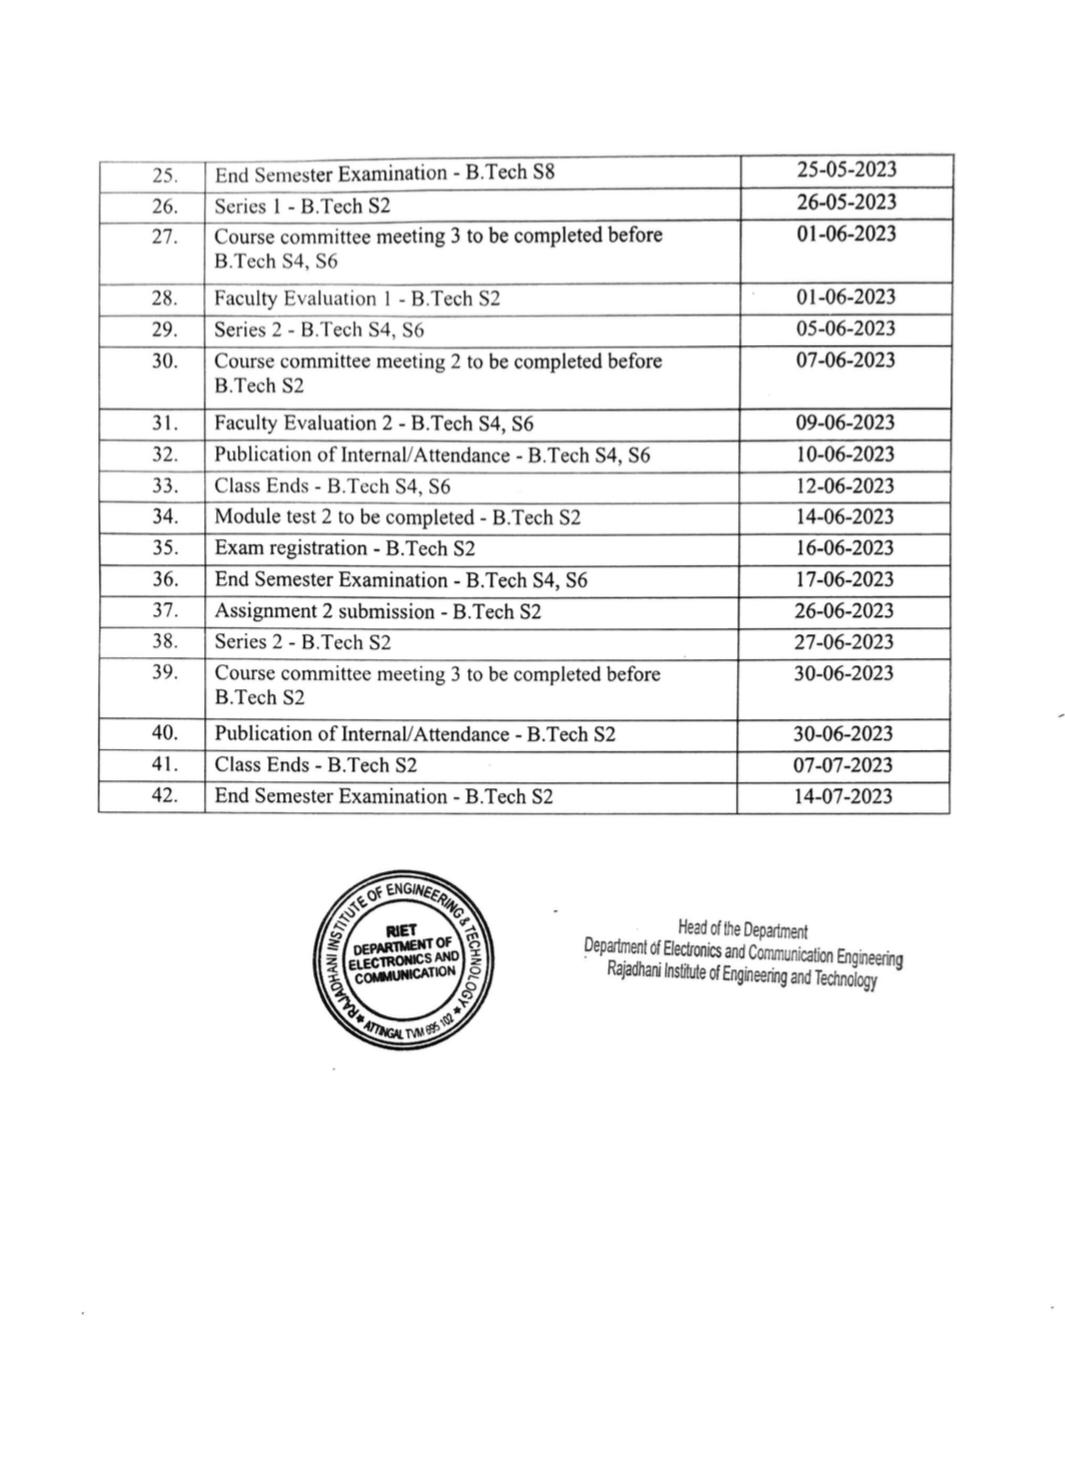 25. End Semester Examination - B.Tech S8 25-05-2023
26. Series 1 - B.Tech S2 26-05-2023
27. Course committee meeting 3 to be completed before 01-06-2023
B.Tech S4, S6
28. Faculty Evaluation 1 - B.Tech S2 01-06-2023
29. Series 2 - B.Tech S4, S6 05-06-2023
30. Course committee meeting 2 to be completed before 07-06-2023
B.Tech S2
31. Faculty Evaluation 2 - B.Tech S4, S6 09-06-2023
32. Publication of Internal/Attendance - B.Tech S4, S6 10-06-2023
33. Class Ends - B.Tech S4, S6 12-06-2023
34. Module test 2 to be completed - B.Tech S2 14-06-2023
35. Exam registration - B.Tech S2 16-06-2023
36. End Semester Examination - B.Tech S4, S6 17-06-2023
37. Assignment 2 submission - B.Tech S2 26-06-2023
38. Series 2 - B.Tech S2 27-06-2023
39. Course committee meeting 3 to be completed before 30-06-2023
B.Tech S2
40. Publication of Internal/Attendance - B.Tech S2 30-06-2023
41. Class Ends - B.Tech S2 07-07-2023
42. End Semester Examination - B.Tech S2 14-07-2023
RAJADHANI INSTITUTE OF ENGINEERING & TECHNOLOGY
RIET
DEPARTMENT OF
ELECTRONICS AND
COMMUNICATION
ATTINGAL TVM 695 102
Head of the Department
Department of Electronics and Communication Engineering
Rajadhani Institute of Engineering and Technology